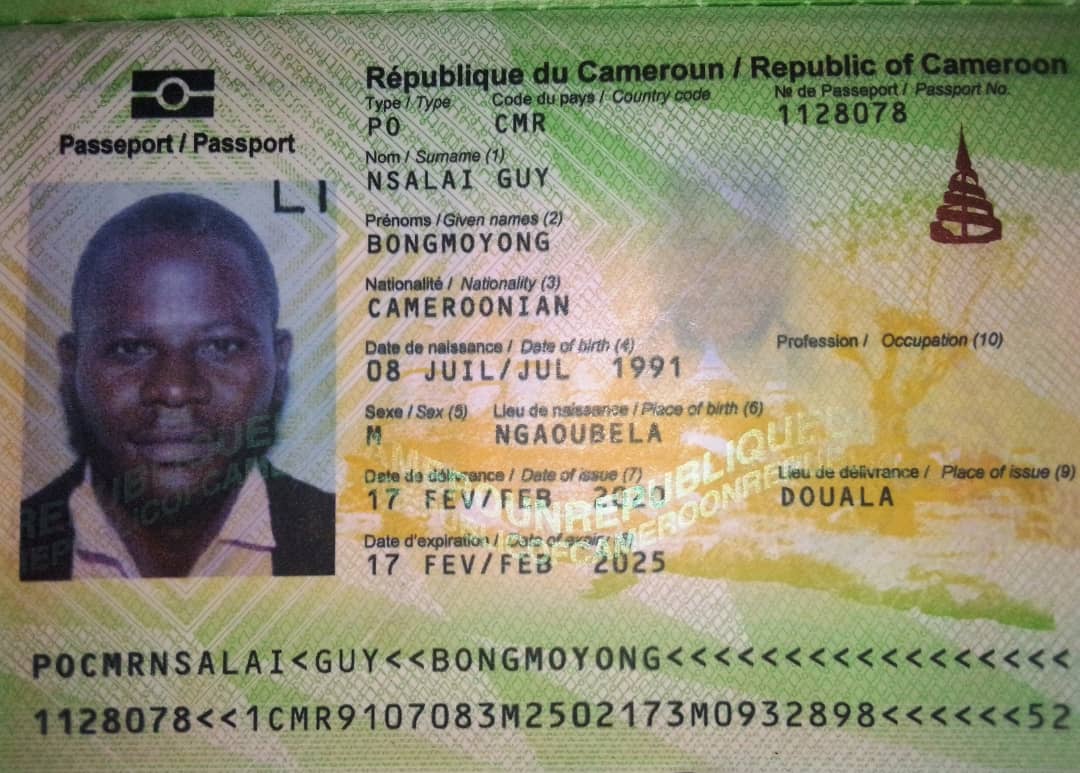 République du Cameroun / Republic of Cameroon
Type / Type Code du pays / Country code № de Passeport / Passport No.
PO CMR 1128078
Passeport / Passport
Nom / Surname (1)
NSALAI GUY
LI
Prénoms / Given names (2)
BONGMOYONG
Nationalité / Nationality (3)
CAMEROONIAN
Date de naissance / Date of birth (4) Profession / Occupation (10)
08 JUIL/JUL 1991
Sexe / Sex (5) Lieu de naissance / Place of birth (6)
M NGAOUBELA
Date de délivrance / Date of issue (7) Lieu de délivrance / Place of issue (9)
17 FEV/FEB 2020 DOUALA
Date d'expiration / Date of expiry (8)
17 FEV/FEB 2025
POCMRNSALAI<GUY<<BONGMOYONG<<<<<<<<<<<<<<<<<
1128078<<1CMR9107083M2502173M0932898<<<<<<52